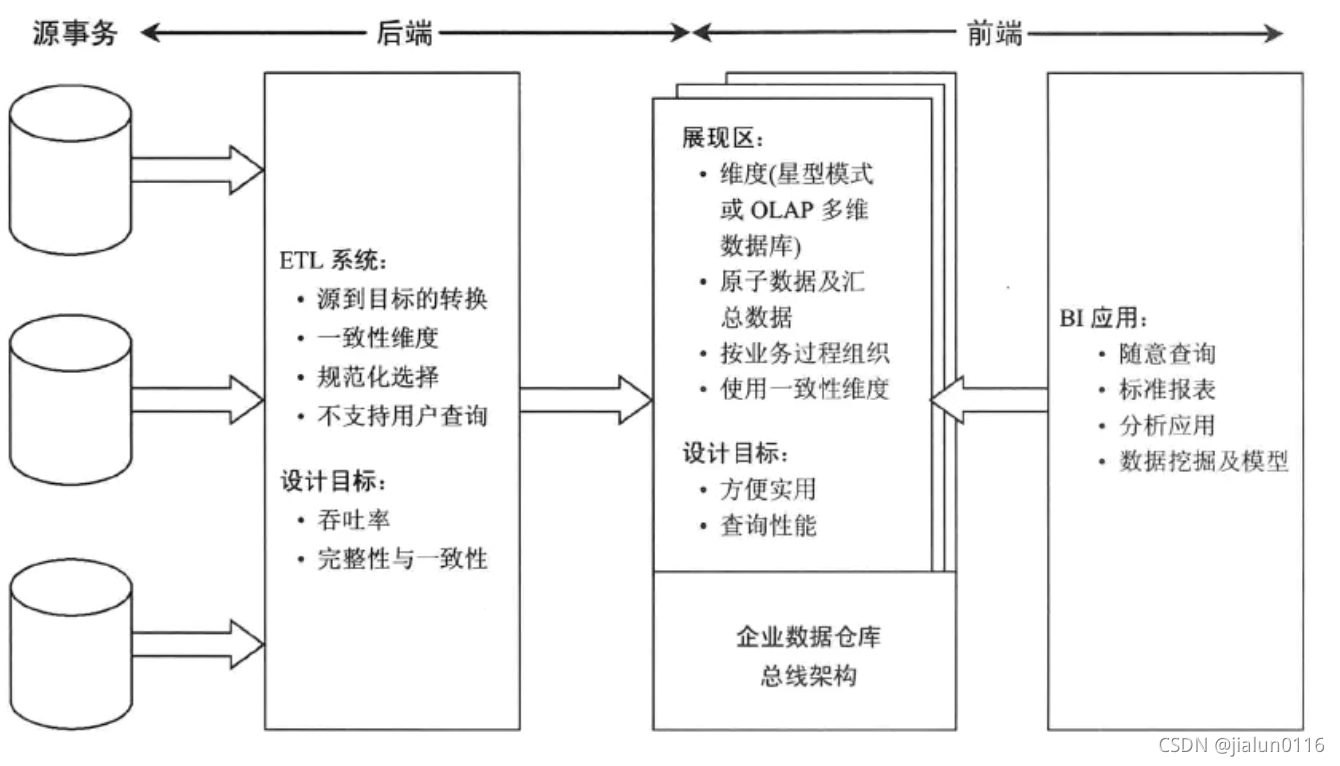 源事务
后端
前端
ETL 系统：
• 源到目标的转换
• 一致性维度
• 规范化选择
• 不支持用户查询
设计目标：
• 吞吐率
• 完整性与一致性
展现区：
• 维度(星型模式
或 OLAP 多维
数据库)
• 原子数据及汇
总数据
• 按业务过程组织
• 使用一致性维度
设计目标：
• 方便实用
• 查询性能
企业数据仓库
总线架构
BI 应用：
• 随意查询
• 标准报表
• 分析应用
• 数据挖掘及模型
CSDN @jialun0116